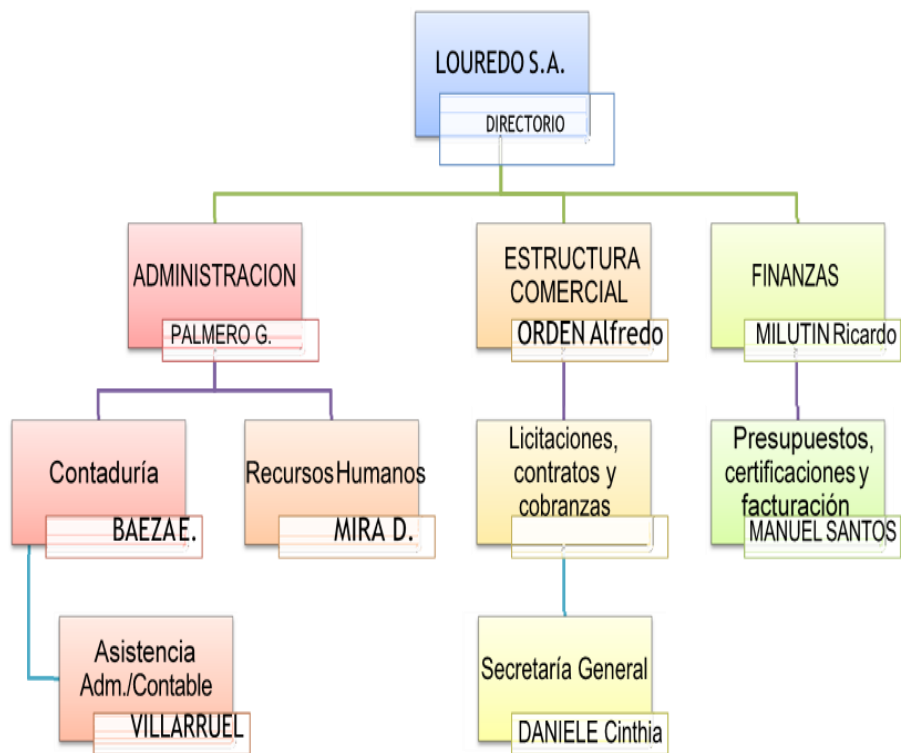 LOUREDO S.A.
DIRECTORIO
ADMINISTRACION
PALMERO G.
ESTRUCTURA
COMERCIAL
ORDEN Alfredo
FINANZAS
MILUTIN Ricardo
Contaduría
BAEZA E.
Recursos Humanos
MIRA D.
Licitaciones,
contratos y
cobranzas
Presupuestos,
certificaciones y
facturación
MANUEL SANTOS
Asistencia
Adm./Contable
VILLARRUEL
Secretaría General
DANIELE Cinthia